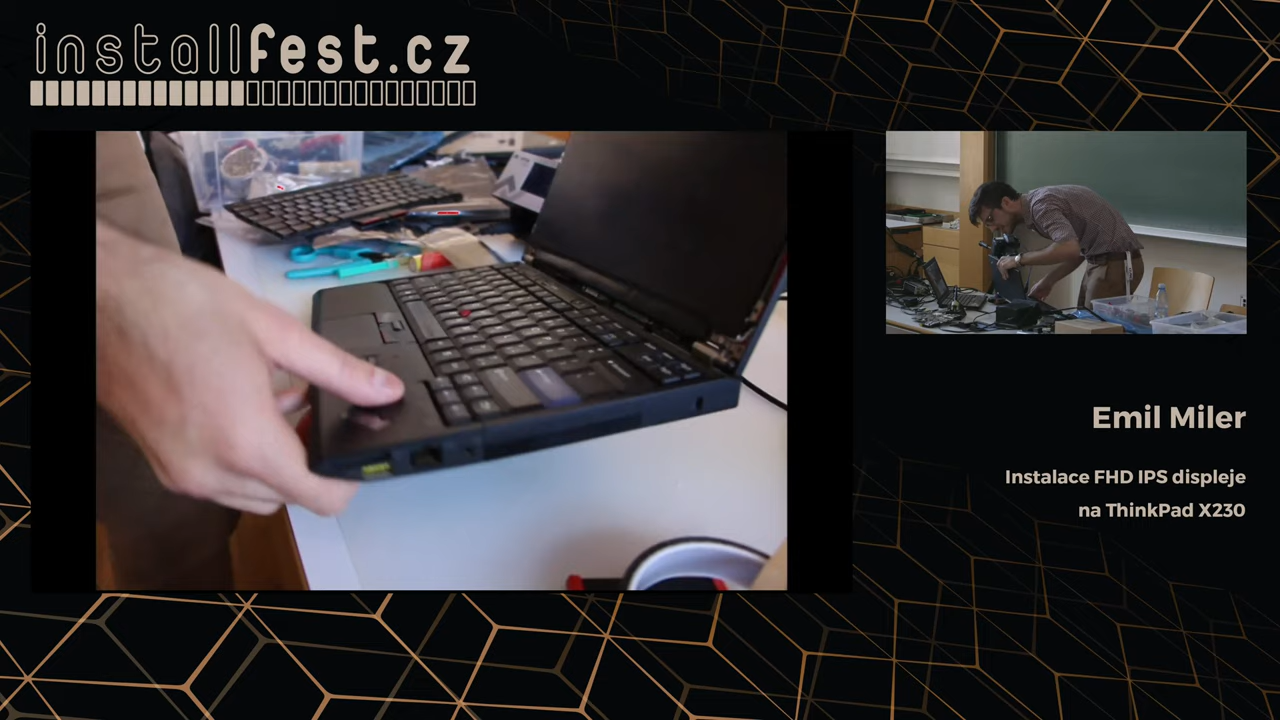 installfest.cz
Emil Miler
Instalace FHD IPS displeje
na ThinkPad X230